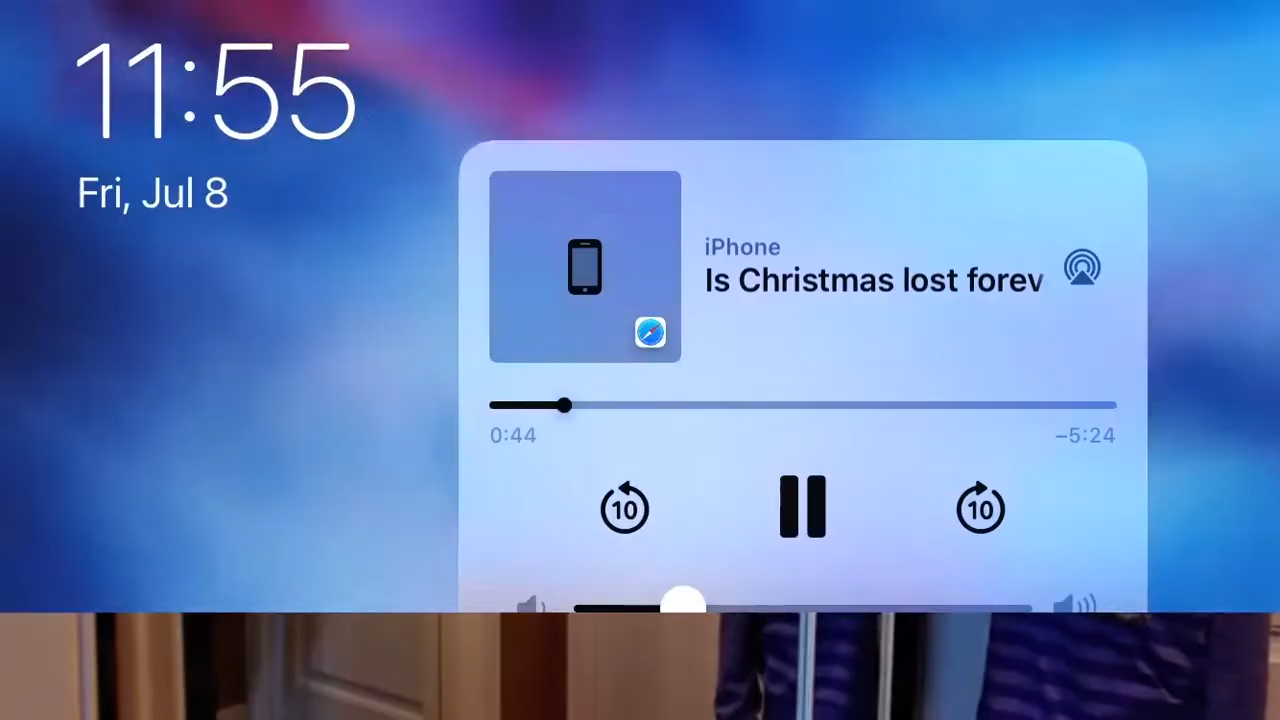 11:55
Fri, Jul 8
iPhone
Is Christmas lost forev
0:44
–5:24
10
10